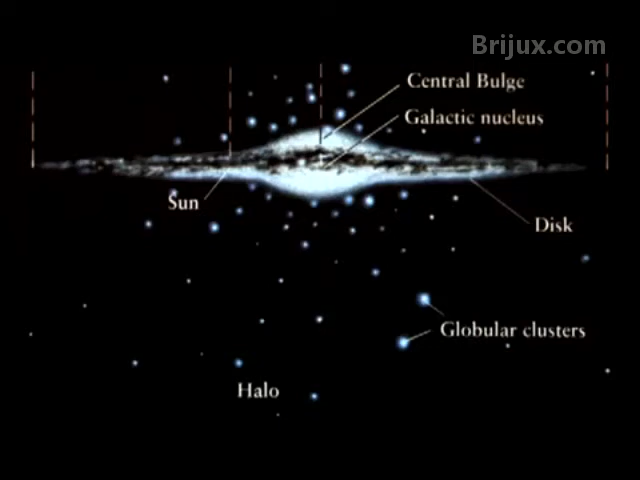 Brijux.com
Central Bulge
Galactic nucleus
Sun
Disk
Globular clusters
Halo